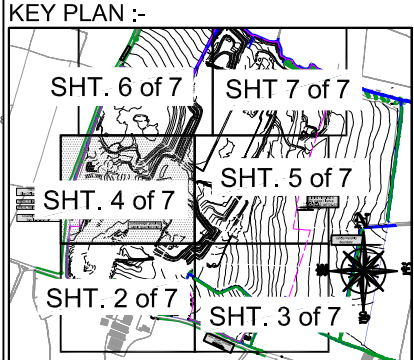 KEY PLAN :-
SHT. 6 of 7
SHT 7 of 7
SHT. 4 of 7
SHT. 5 of 7
SHT. 2 of 7
SHT. 3 of 7